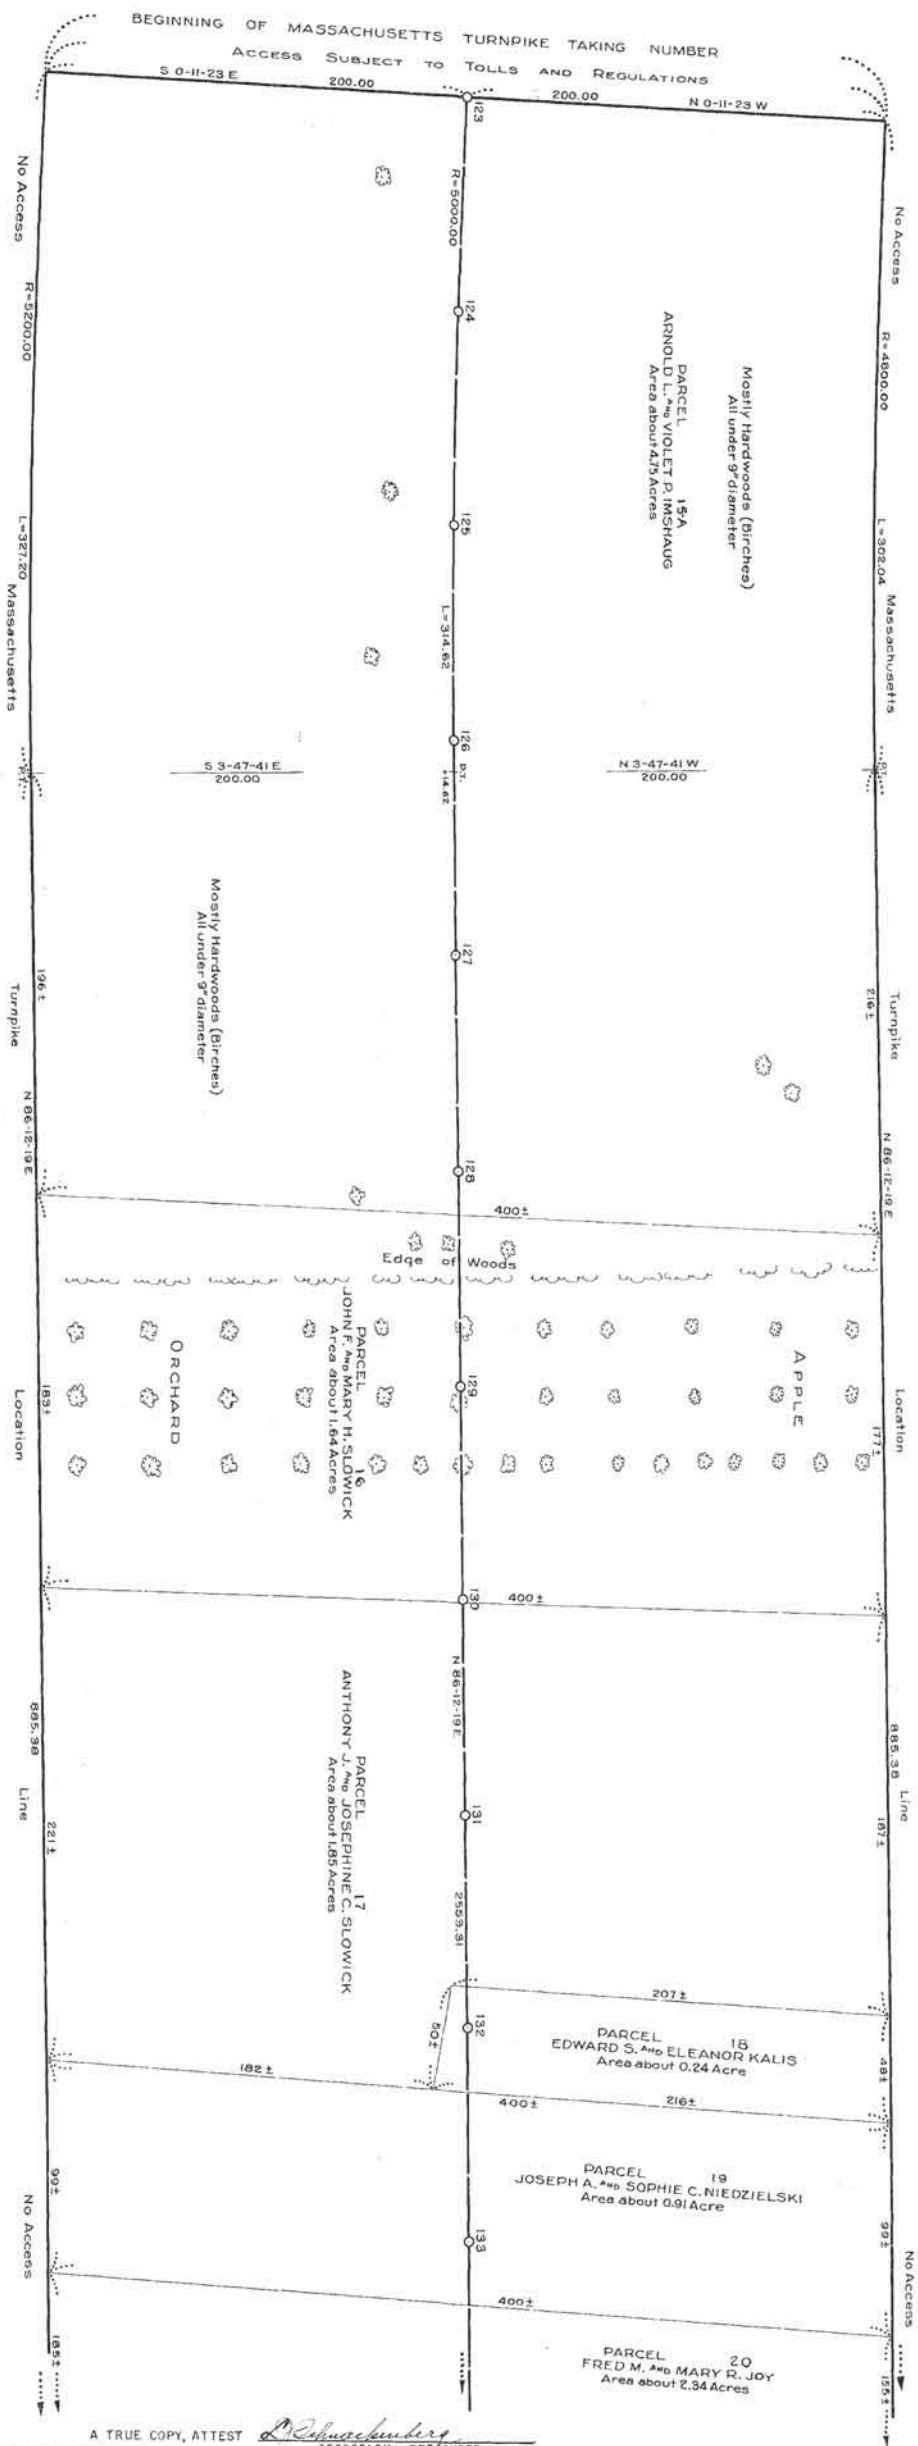 BEGINNING OF MASSACHUSETTS TURNPIKE TAKING NUMBER
ACCESS SUBJECT TO TOLLS AND REGULATIONS
S 0-11-23 E
200.00
200.00
N 0-11-23 W
123
No Access
No Access
R=5000.00
R=5200.00
R=4800.00
124
Mostly Hardwoods (Birches)
All under 9" diameter
PARCEL 15-A
ARNOLD L. AND VIOLET P. IMSHAUG
Area about 4.75 Acres
125
L=327.20
L=314.62
L=302.04
Massachusetts
Massachusetts
126
P.T.
P.T.
+14.62
P.T.
S 3-47-41 E
200.00
N 3-47-41 W
200.00
Mostly Hardwoods (Birches)
All under 9" diameter
127
196±
216±
Turnpike
Turnpike
N 86-12-19 E
N 86-12-19 E
128
400±
Edge of Woods
PARCEL 16
JOHN F. AND MARY H. SLOWICK
Area about 1.64 Acres
ORCHARD
APPLE
129
183±
177±
Location
Location
130
400±
N 86-12-19 E
PARCEL 17
ANTHONY J. AND JOSEPHINE C. SLOWICK
Area about 1.85 Acres
885.38
885.38
Line
Line
131
221±
187±
2553.31
207±
132
50±
PARCEL 18
EDWARD S. AND ELEANOR KALIS
Area about 0.24 Acre
48±
182±
400±
216±
PARCEL 19
JOSEPH A. AND SOPHIE C. NIEDZIELSKI
Area about 0.91 Acre
99±
99±
No Access
No Access
133
400±
185±
155±
PARCEL 20
FRED M. AND MARY R. JOY
Area about 2.34 Acres
A TRUE COPY, ATTEST